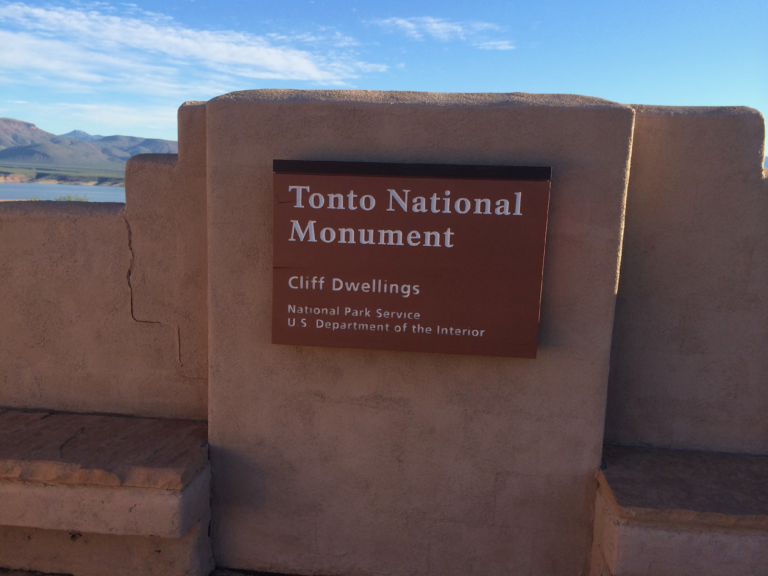 Tonto National
Monument
Cliff Dwellings
National Park Service
U.S. Department of the Interior